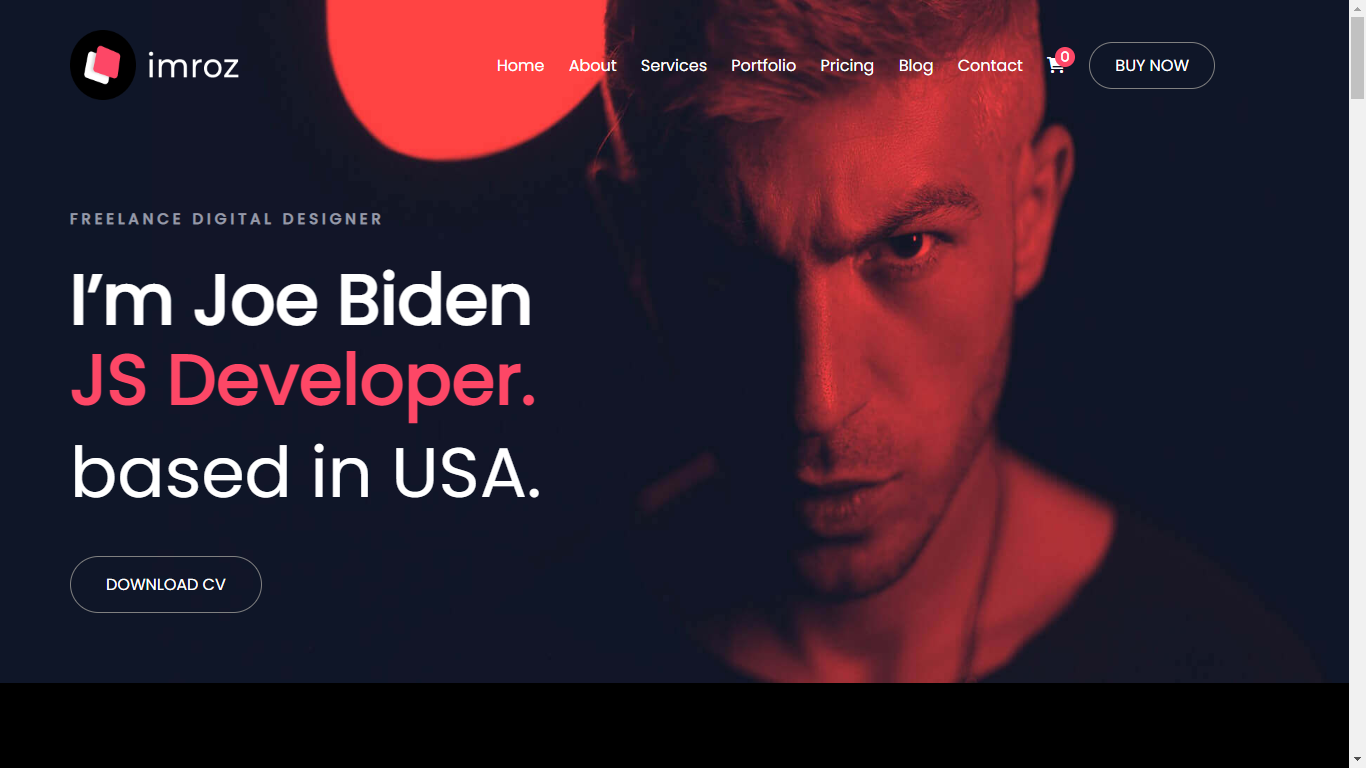 imroz
Home About Services Portfolio Pricing Blog Contact 0 BUY NOW
FREELANCE DIGITAL DESIGNER
I’m Joe Biden
JS Developer.
based in USA.
DOWNLOAD CV